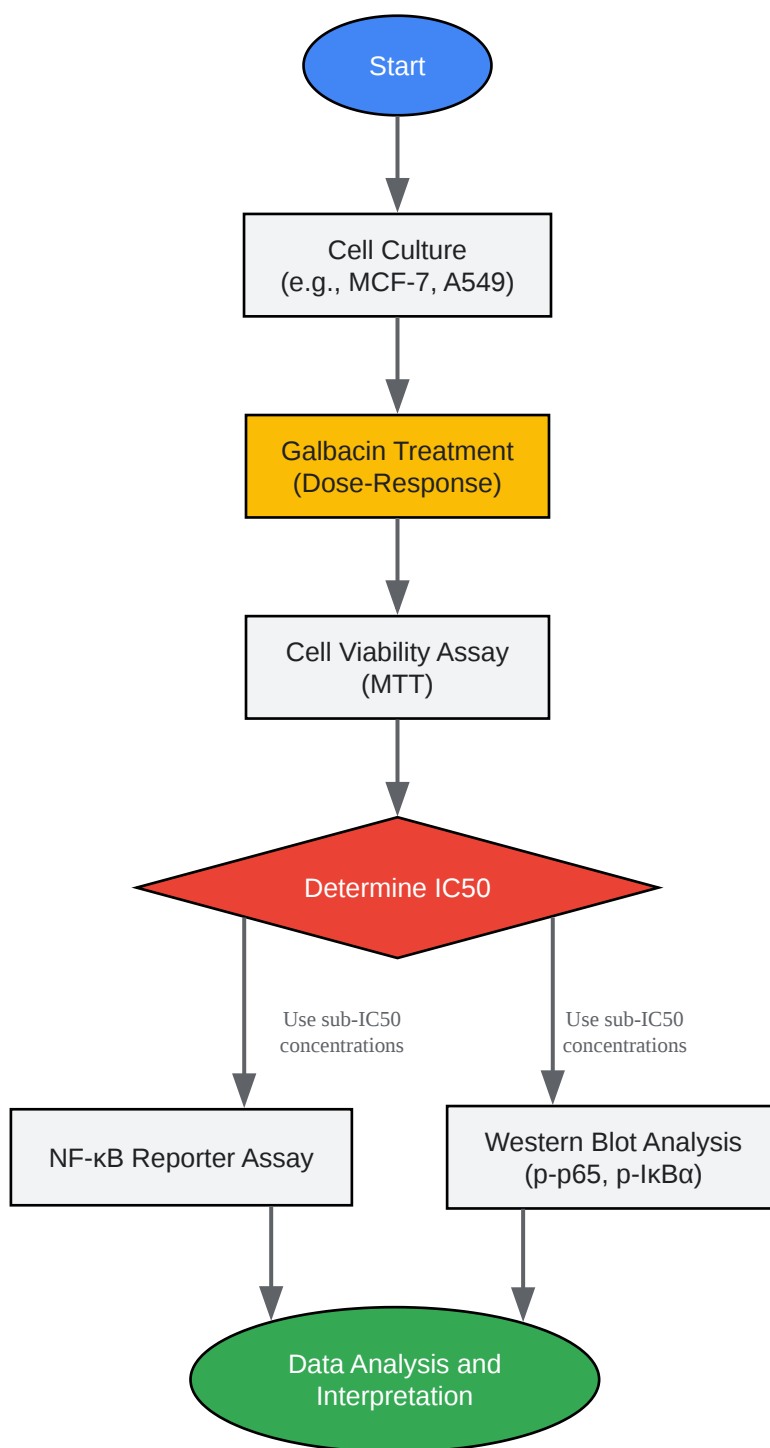 Start
Cell Culture
(e.g., MCF-7, A549)
Galbacin Treatment
(Dose-Response)
Cell Viability Assay
(MTT)
Determine IC50
Use sub-IC50
concentrations
Use sub-IC50
concentrations
NF-κB Reporter Assay
Western Blot Analysis
(p-p65, p-IκBα)
Data Analysis and
Interpretation